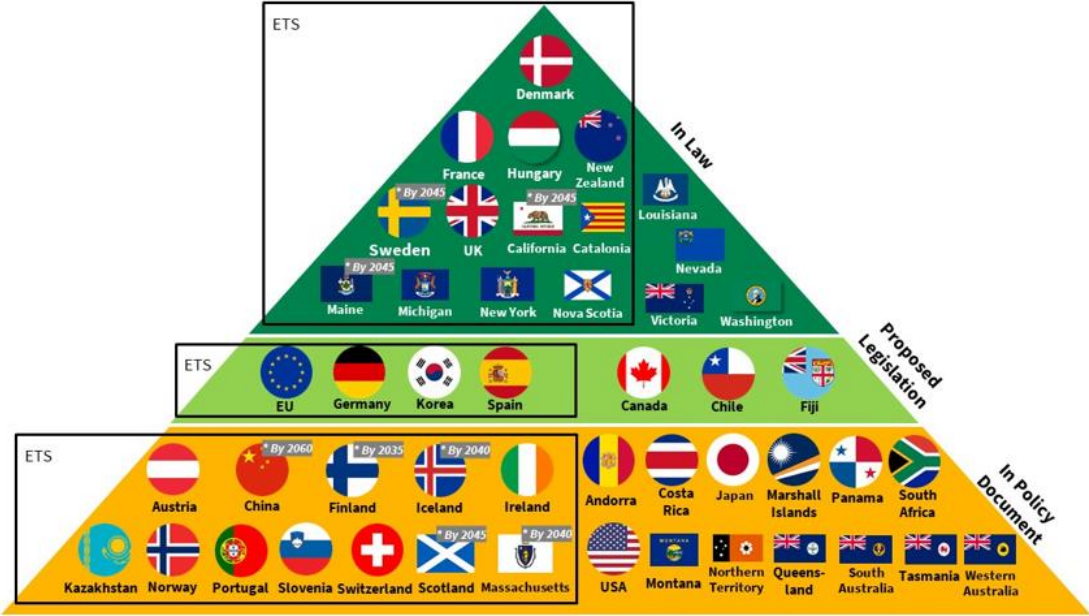 ETS
Denmark
In Law
France
Hungary
New
Zealand
* By 2045
* By 2045
Louisiana
Sweden
UK
California
Catalonia
Nevada
* By 2045
Maine
Michigan
New York
Nova Scotia
Victoria
Washington
Proposed
Legislation
ETS
EU
Germany
Korea
Spain
Canada
Chile
Fiji
ETS
* By 2060
* By 2035
* By 2040
Austria
China
Finland
Iceland
Ireland
Andorra
Costa
Rica
Japan
Marshall
Islands
Panama
South
Africa
In Policy
Document
* By 2045
* By 2040
Kazakhstan
Norway
Portugal
Slovenia
Switzerland
Scotland
Massachusetts
USA
MONTANA
Montana
Northern
Territory
Queens-
land
South
Australia
Tasmania
Western
Australia